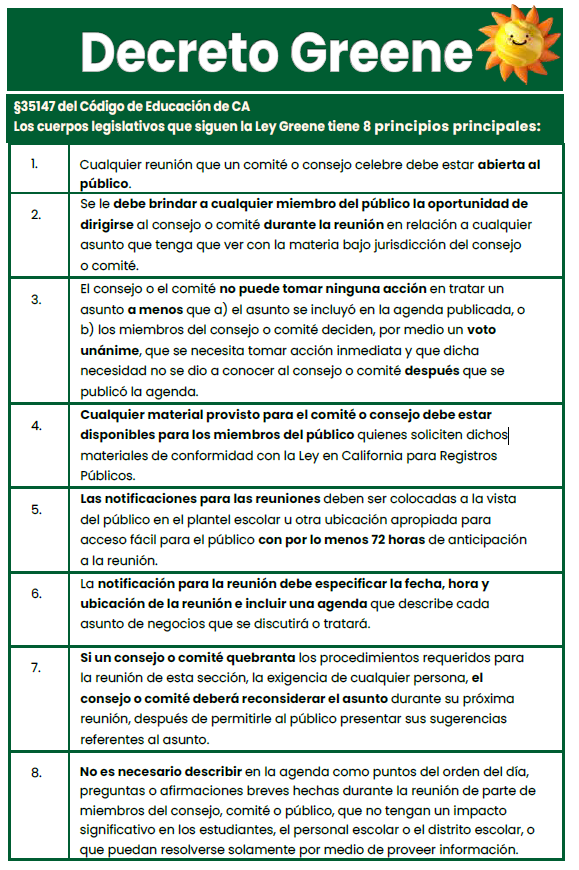 Decreto Greene
§35147 del Código de Educación de CA
Los cuerpos legislativos que siguen la Ley Greene tiene 8 principios principales:
1.
Cualquier reunión que un comité o consejo celebre debe estar abierta al
público.
2.
Se le debe brindar a cualquier miembro del público la oportunidad de
dirigirse al consejo o comité durante la reunión en relación a cualquier
asunto que tenga que ver con la materia bajo jurisdicción del consejo
o comité.
3.
El consejo o el comité no puede tomar ninguna acción en tratar un
asunto a menos que a) el asunto se incluyó en la agenda publicada, o
b) los miembros del consejo o comité deciden, por medio un voto
unánime, que se necesita tomar acción inmediata y que dicha
necesidad no se dio a conocer al consejo o comité después que se
publicó la agenda.
4.
Cualquier material provisto para el comité o consejo debe estar
disponibles para los miembros del público quienes soliciten dichos
materiales de conformidad con la Ley en California para Registros
Públicos.
5.
Las notificaciones para las reuniones deben ser colocadas a la vista
del público en el plantel escolar u otra ubicación apropiada para
acceso fácil para el público con por lo menos 72 horas de anticipación
a la reunión.
6.
La notificación para la reunión debe especificar la fecha, hora y
ubicación de la reunión e incluir una agenda que describe cada
asunto de negocios que se discutirá o tratará.
7.
Si un consejo o comité quebranta los procedimientos requeridos para
la reunión de esta sección, la exigencia de cualquier persona, el
consejo o comité deberá reconsiderar el asunto durante su próxima
reunión, después de permitirle al público presentar sus sugerencias
referentes al asunto.
8.
No es necesario describir en la agenda como puntos del orden del día,
preguntas o afirmaciones breves hechas durante la reunión de parte de
miembros del consejo, comité o público, que no tengan un impacto
significativo en los estudiantes, el personal escolar o el distrito escolar, o
que puedan resolverse solamente por medio de proveer información.